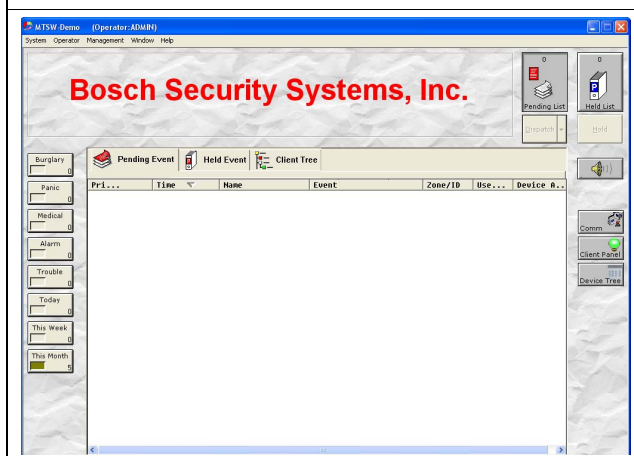 MTSW-Demo (Operator:ADMIN)
System Operator Management Window Help
Bosch Security Systems, Inc.
0
Pending List
0
Held List
Dispatch
Hold
Pending Event Held Event Client Tree
Pri... Time Name Event Zone/ID Use... Device A..
Burglary
0
Panic
0
Medical
0
Alarm
0
Trouble
0
Today
0
This Week
0
This Month
5
Comm
Client Panel
Device Tree